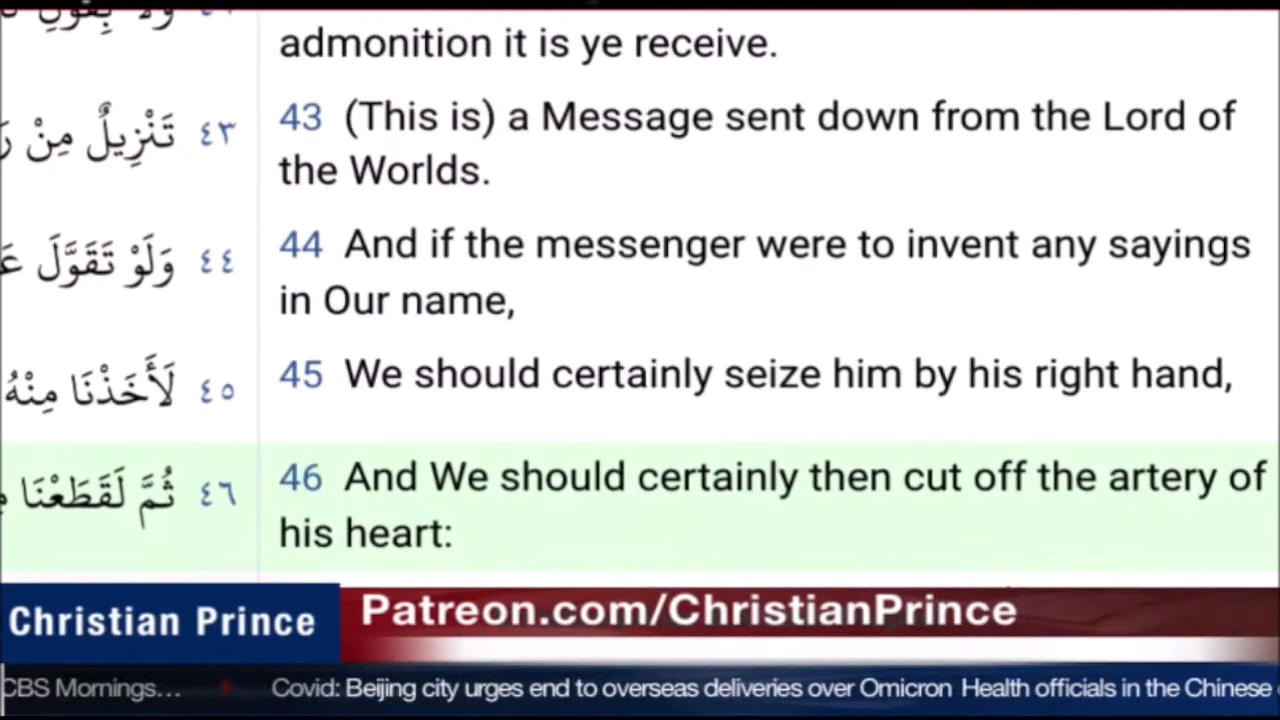 admonition it is ye receive.
تَنْزِيلٌ مِنْ ٤٣
43 (This is) a Message sent down from the Lord of
the Worlds.
وَلَوْ تَقَوَّلَ ٤٤
44 And if the messenger were to invent any sayings
in Our name,
لَأَخَذْنَا مِنْهُ ٤٥
45 We should certainly seize him by his right hand,
ثُمَّ لَقَطَعْنَا ٤٦
46 And We should certainly then cut off the artery of
his heart:
Christian Prince
Patreon.com/ChristianPrince
CBS Mornings... Covid: Beijing city urges end to overseas deliveries over Omicron Health officials in the Chinese